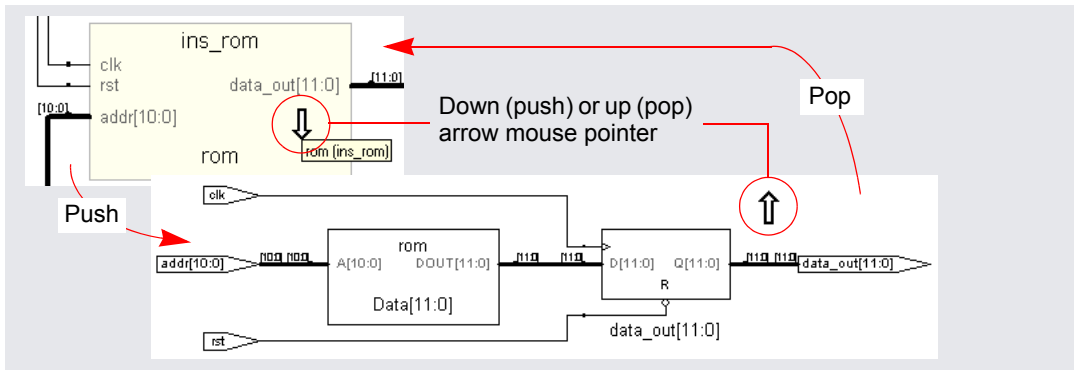 ins_rom
clk
rst
data_out[11:0]
[11:0]
[10:0]
addr[10:0]
rom
rom (ins_rom)
Down (push) or up (pop)
arrow mouse pointer
Pop
Push
clk
addr[10:0]
[10:0] [10:0]
rom
A[10:0] DOUT[11:0]
Data[11:0]
[11:0] [11:0]
D[11:0] Q[11:0]
R
data_out[11:0]
[11:0] [11:0]
data_out[11:0]
rst